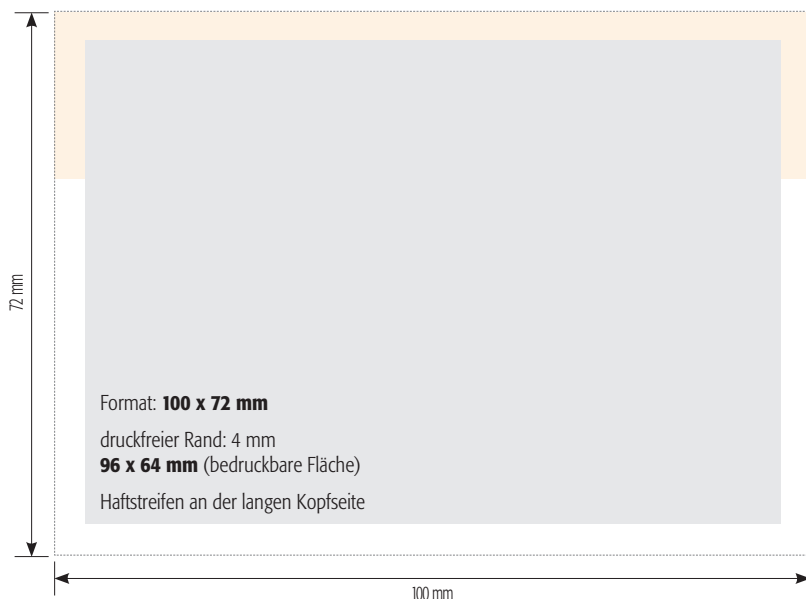 72 mm
Format: 100 x 72 mm
druckfreier Rand: 4 mm
96 x 64 mm (bedruckbare Fläche)
Haftstreifen an der langen Kopfseite
100 mm